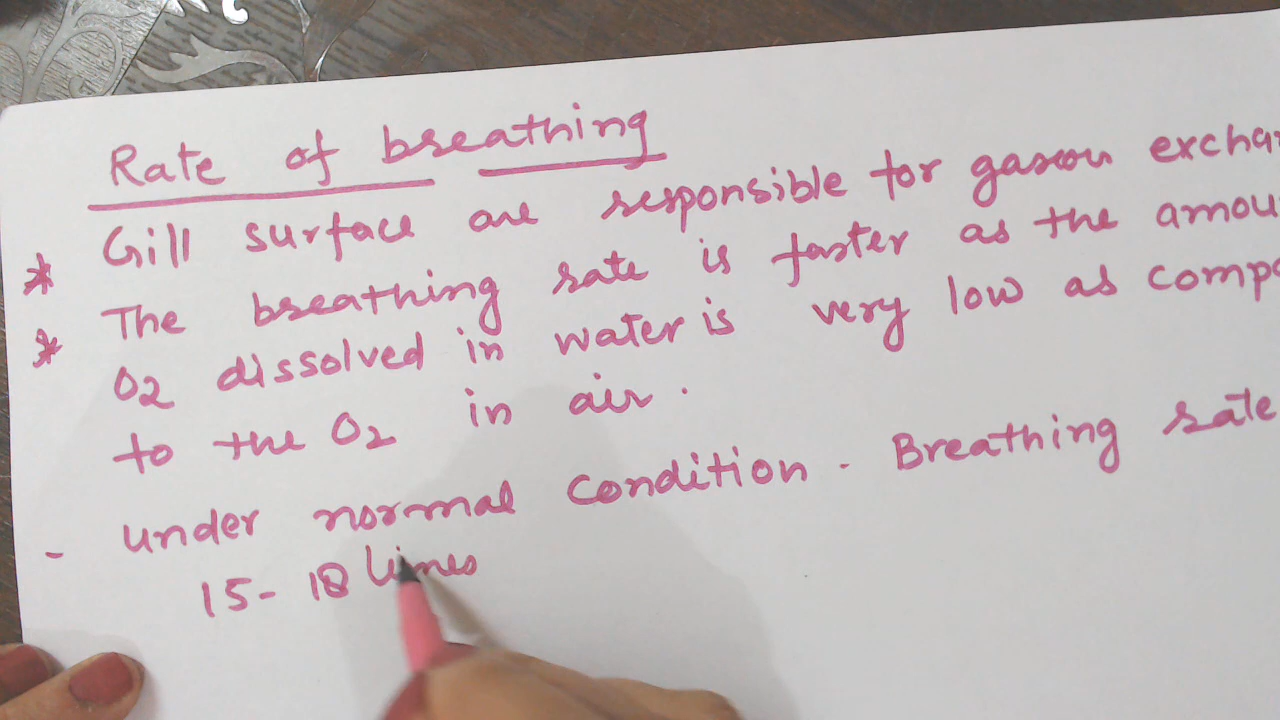 Rate of breathing
* Gill surface are responsible for gaseou excha
* The breathing rate is faster as the amou
O2 dissolved in water is very low as comp
to the O2 in air.
- Under normal condition - Breathing rate
15-18 times